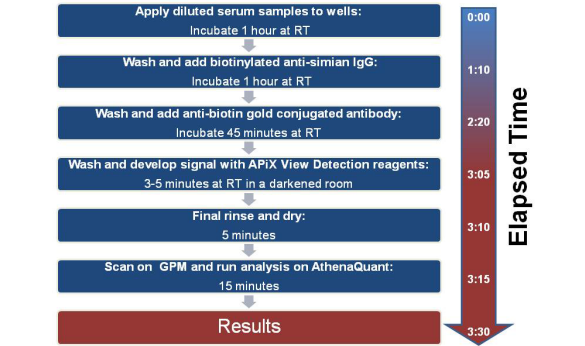 Apply diluted serum samples to wells:
Incubate 1 hour at RT
0:00
Wash and add biotinylated anti-simian IgG:
Incubate 1 hour at RT
1:10
Wash and add anti-biotin gold conjugated antibody:
Incubate 45 minutes at RT
2:20
Wash and develop signal with APiX View Detection reagents:
3-5 minutes at RT in a darkened room
3:05
Final rinse and dry:
5 minutes
3:10
Scan on GPM and run analysis on AthenaQuant:
15 minutes
3:15
Results
3:30
Elapsed Time